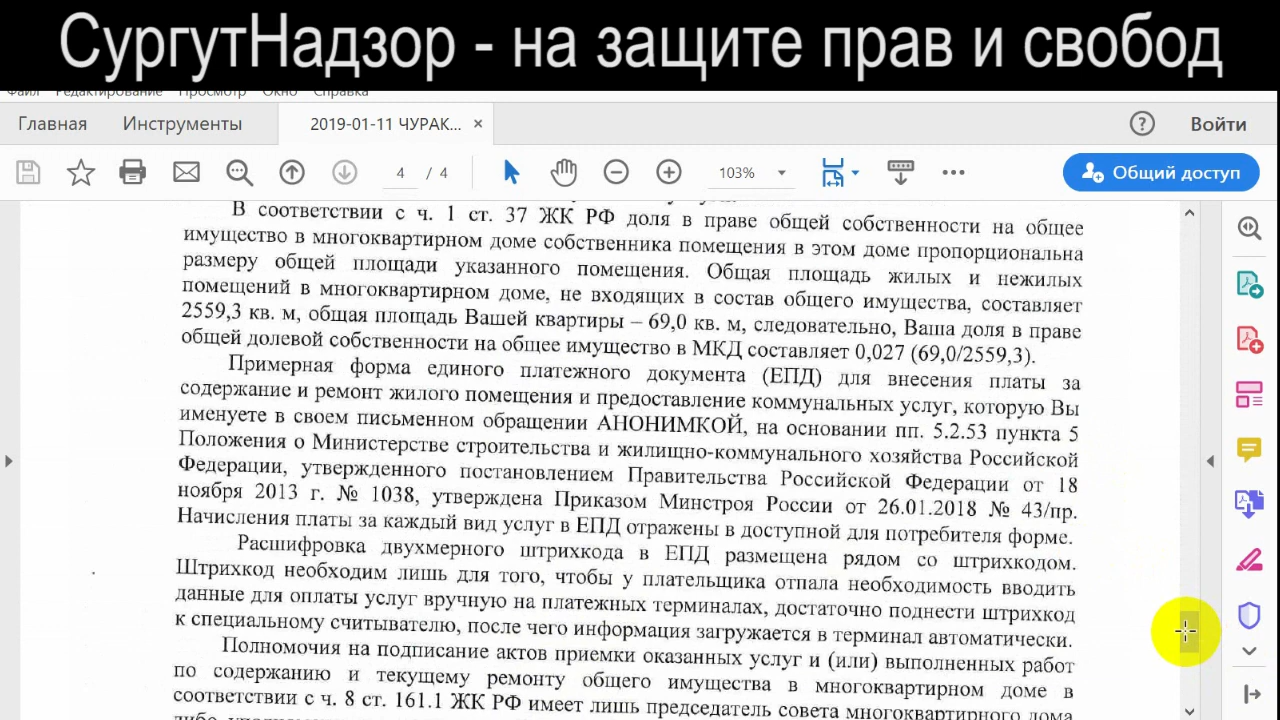 СургутНадзор - на защите прав и свобод
Файл Редактирование Просмотр Окно Справка
Главная Инструменты 2019-01-11 ЧУРАК... × Войти
4 / 4 103% Общий доступ
В соответствии с ч. 1 ст. 37 ЖК РФ доля в праве общей собственности на общее
имущество в многоквартирном доме собственника помещения в этом доме пропорциональна
размеру общей площади указанного помещения. Общая площадь жилых и нежилых
помещений в многоквартирном доме, не входящих в состав общего имущества, составляет
2559,3 кв. м, общая площадь Вашей квартиры – 69,0 кв. м, следовательно, Ваша доля в праве
общей долевой собственности на общее имущество в МКД составляет 0,027 (69,0/2559,3).
Примерная форма единого платежного документа (ЕПД) для внесения платы за
содержание и ремонт жилого помещения и предоставление коммунальных услуг, которую Вы
именуете в своем письменном обращении АНОНИМКОЙ, на основании пп. 5.2.53 пункта 5
Положения о Министерстве строительства и жилищно-коммунального хозяйства Российской
Федерации, утвержденного постановлением Правительства Российской Федерации от 18
ноября 2013 г. № 1038, утверждена Приказом Минстроя России от 26.01.2018 № 43/пр.
Начисления платы за каждый вид услуг в ЕПД отражены в доступной для потребителя форме.
Расшифровка двухмерного штрихкода в ЕПД размещена рядом со штрихкодом.
Штрихкод необходим лишь для того, чтобы у плательщика отпала необходимость вводить
данные для оплаты услуг вручную на платежных терминалах, достаточно поднести штрихкод
к специальному считывателю, после чего информация загружается в терминал автоматически.
Полномочия на подписание актов приемки оказанных услуг и (или) выполненных работ
по содержанию и текущему ремонту общего имущества в многоквартирном доме в
соответствии с ч. 8 ст. 161.1 ЖК РФ имеет лишь председатель совета многоквартирного дома